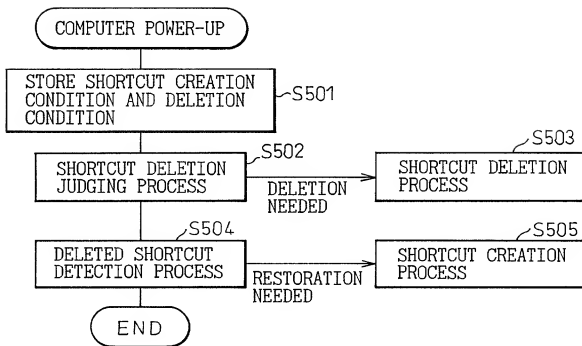 COMPUTER POWER-UP
STORE SHORTCUT CREATION
CONDITION AND DELETION
CONDITION
S501
SHORTCUT DELETION
JUDGING PROCESS
S502
DELETION
NEEDED
SHORTCUT DELETION
PROCESS
S503
DELETED SHORTCUT
DETECTION PROCESS
S504
RESTORATION
NEEDED
SHORTCUT CREATION
PROCESS
S505
END